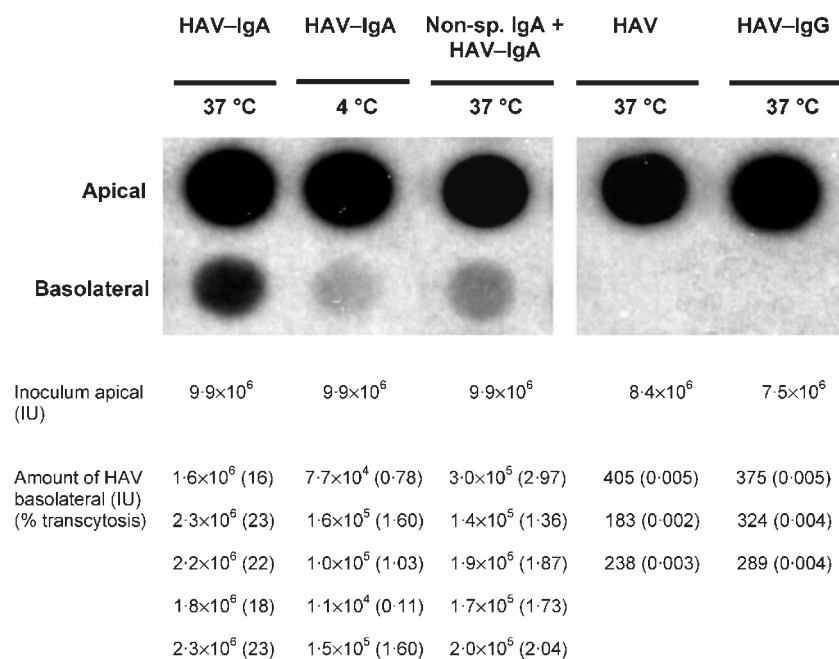 HAV–IgA HAV–IgA Non-sp. IgA + HAV–IgA HAV HAV–IgG
37 °C 4 °C 37 °C 37 °C 37 °C
Apical
Basolateral
Inoculum apical (IU) 9·9×10⁶ 9·9×10⁶ 9·9×10⁶ 8·4×10⁶ 7·5×10⁶
Amount of HAV 1·6×10⁶ (16) 7·7×10⁴ (0·78) 3·0×10⁵ (2·97) 405 (0·005) 375 (0·005)
basolateral (IU)
(% transcytosis) 2·3×10⁶ (23) 1·6×10⁵ (1·60) 1·4×10⁵ (1·36) 183 (0·002) 324 (0·004)
2·2×10⁶ (22) 1·0×10⁵ (1·03) 1·9×10⁵ (1·87) 238 (0·003) 289 (0·004)
1·8×10⁶ (18) 1·1×10⁴ (0·11) 1·7×10⁵ (1·73)
2·3×10⁶ (23) 1·5×10⁵ (1·60) 2·0×10⁵ (2·04)